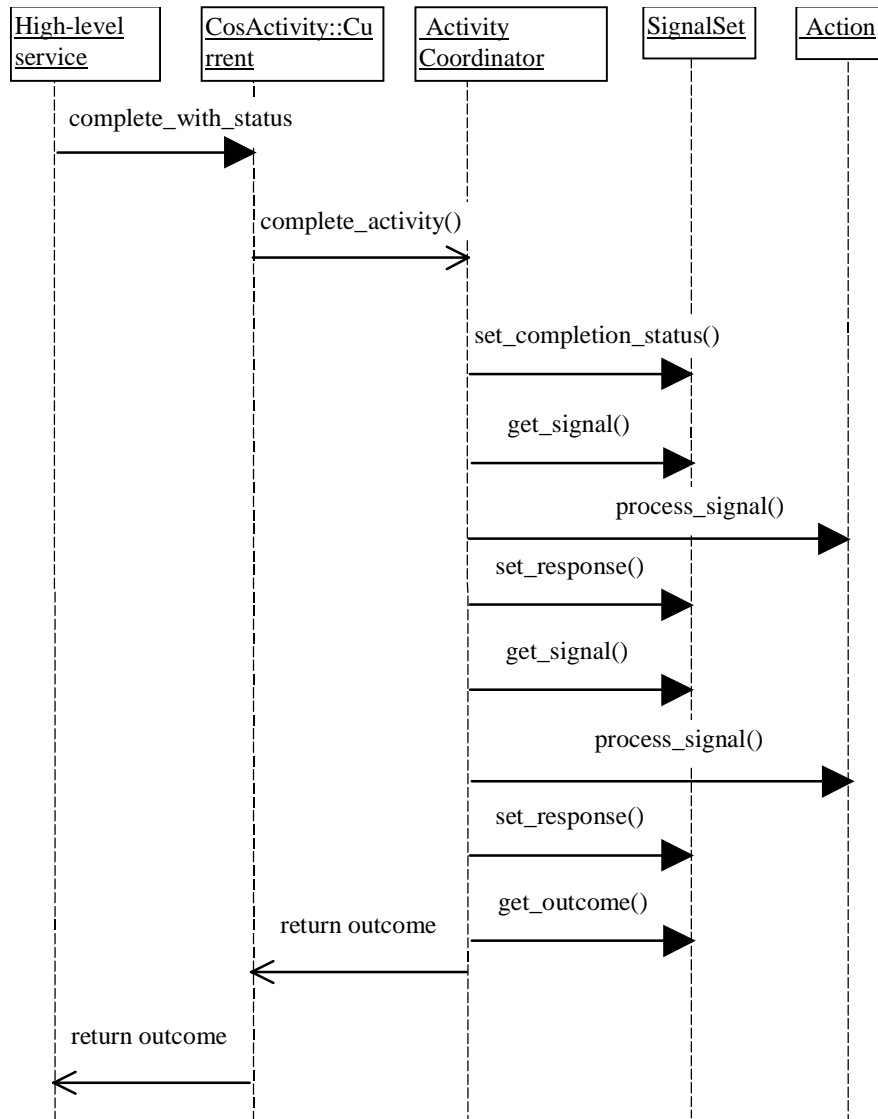 High-level
service
CosActivity::Cu
rrent
Activity
Coordinator
SignalSet
Action
complete_with_status
complete_activity()
set_completion_status()
get_signal()
process_signal()
set_response()
get_signal()
process_signal()
set_response()
get_outcome()
return outcome
return outcome